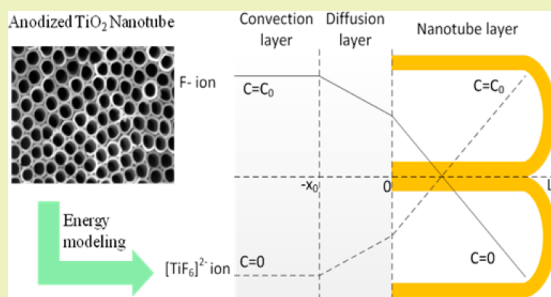 Anodized TiO2 Nanotube
Convection
layer
Diffusion
layer
Nanotube layer
F- ion
C=C0
C=C0
-x0
0
L
Energy
modeling
[TiF6]2- ion
C=0
C=0